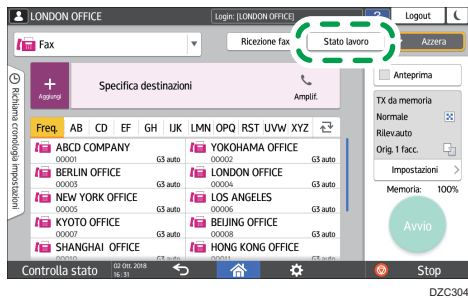 LONDON OFFICE
Login: [LONDON OFFICE]
?
Logout
Fax
Ricezione fax
Stato lavoro
Azzera
Richiama cronologia Impostazioni
+
Aggiungi
Specifica destinazioni
Amplif.
Freq. AB CD EF GH IJK LMN OPQ RST UVW XYZ
ABCD COMPANY
00001 G3 auto
YOKOHAMA OFFICE
00002 G3 auto
BERLIN OFFICE
00003 G3 auto
LONDON OFFICE
00004 G3 auto
NEW YORK OFFICE
00005 G3 auto
LOS ANGELES
00006 G3 auto
KYOTO OFFICE
00007 G3 auto
BEIJING OFFICE
00008 G3 auto
SHANGHAI OFFICE
HONG KONG OFFICE
Anteprima
TX da memoria
Normale
Rilev.auto
Orig. 1 facc.
Impostazioni
Memoria: 100%
Avvio
Controlla stato
02 Ott. 2018
16: 31
Stop
DZC304